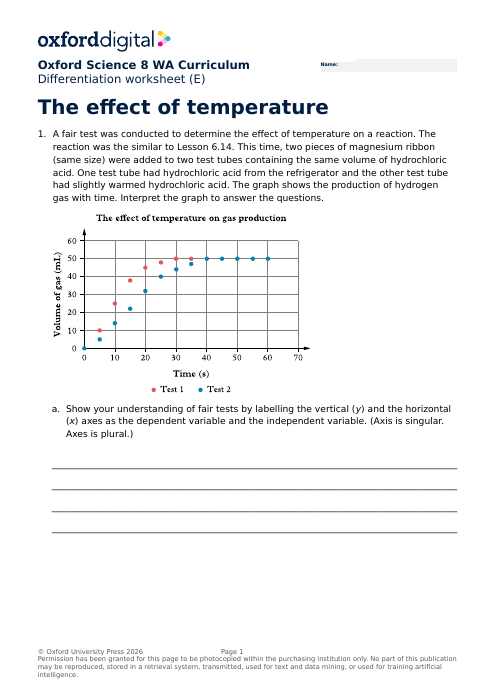 oxforddigital
Oxford Science 8 WA Curriculum
Name:
Differentiation worksheet (E)
The effect of temperature
1. A fair test was conducted to determine the effect of temperature on a reaction. The
reaction was the similar to Lesson 6.14. This time, two pieces of magnesium ribbon
(same size) were added to two test tubes containing the same volume of hydrochloric
acid. One test tube had hydrochloric acid from the refrigerator and the other test tube
had slightly warmed hydrochloric acid. The graph shows the production of hydrogen
gas with time. Interpret the graph to answer the questions.
The effect of temperature on gas production
Volume of gas (mL)
60
50
40
30
20
10
0
0 10 20 30 40 50 60 70
Time (s)
Test 1 Test 2
a. Show your understanding of fair tests by labelling the vertical (y) and the horizontal
(x) axes as the dependent variable and the independent variable. (Axis is singular.
Axes is plural.)
© Oxford University Press 2026 Page 1
Permission has been granted for this page to be photocopied within the purchasing institution only. No part of this publication
may be reproduced, stored in a retrieval system, transmitted, used for text and data mining, or used for training artificial
intelligence.